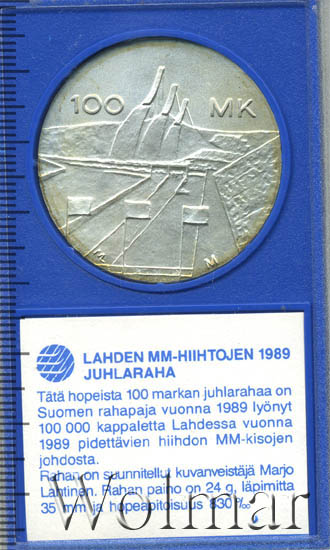 100 MK
M M
LAHDEN MM-HIIHTOJEN 1989
JUHLARAHA
Tätä hopeista 100 markan juhlarahaa on
Suomen rahapaja vuonna 1989 lyönyt
100 000 kappaletta Lahdessa vuonna
1989 pidettävien hiihdon MM-kisojen
johdosta.
Rahan on suunnitellut kuvanveistäjä Marjo
Lahtinen. Rahan paino on 24 g, läpimitta
35 mm ja hopeapitoisuus 830 ‰.
Wolmar